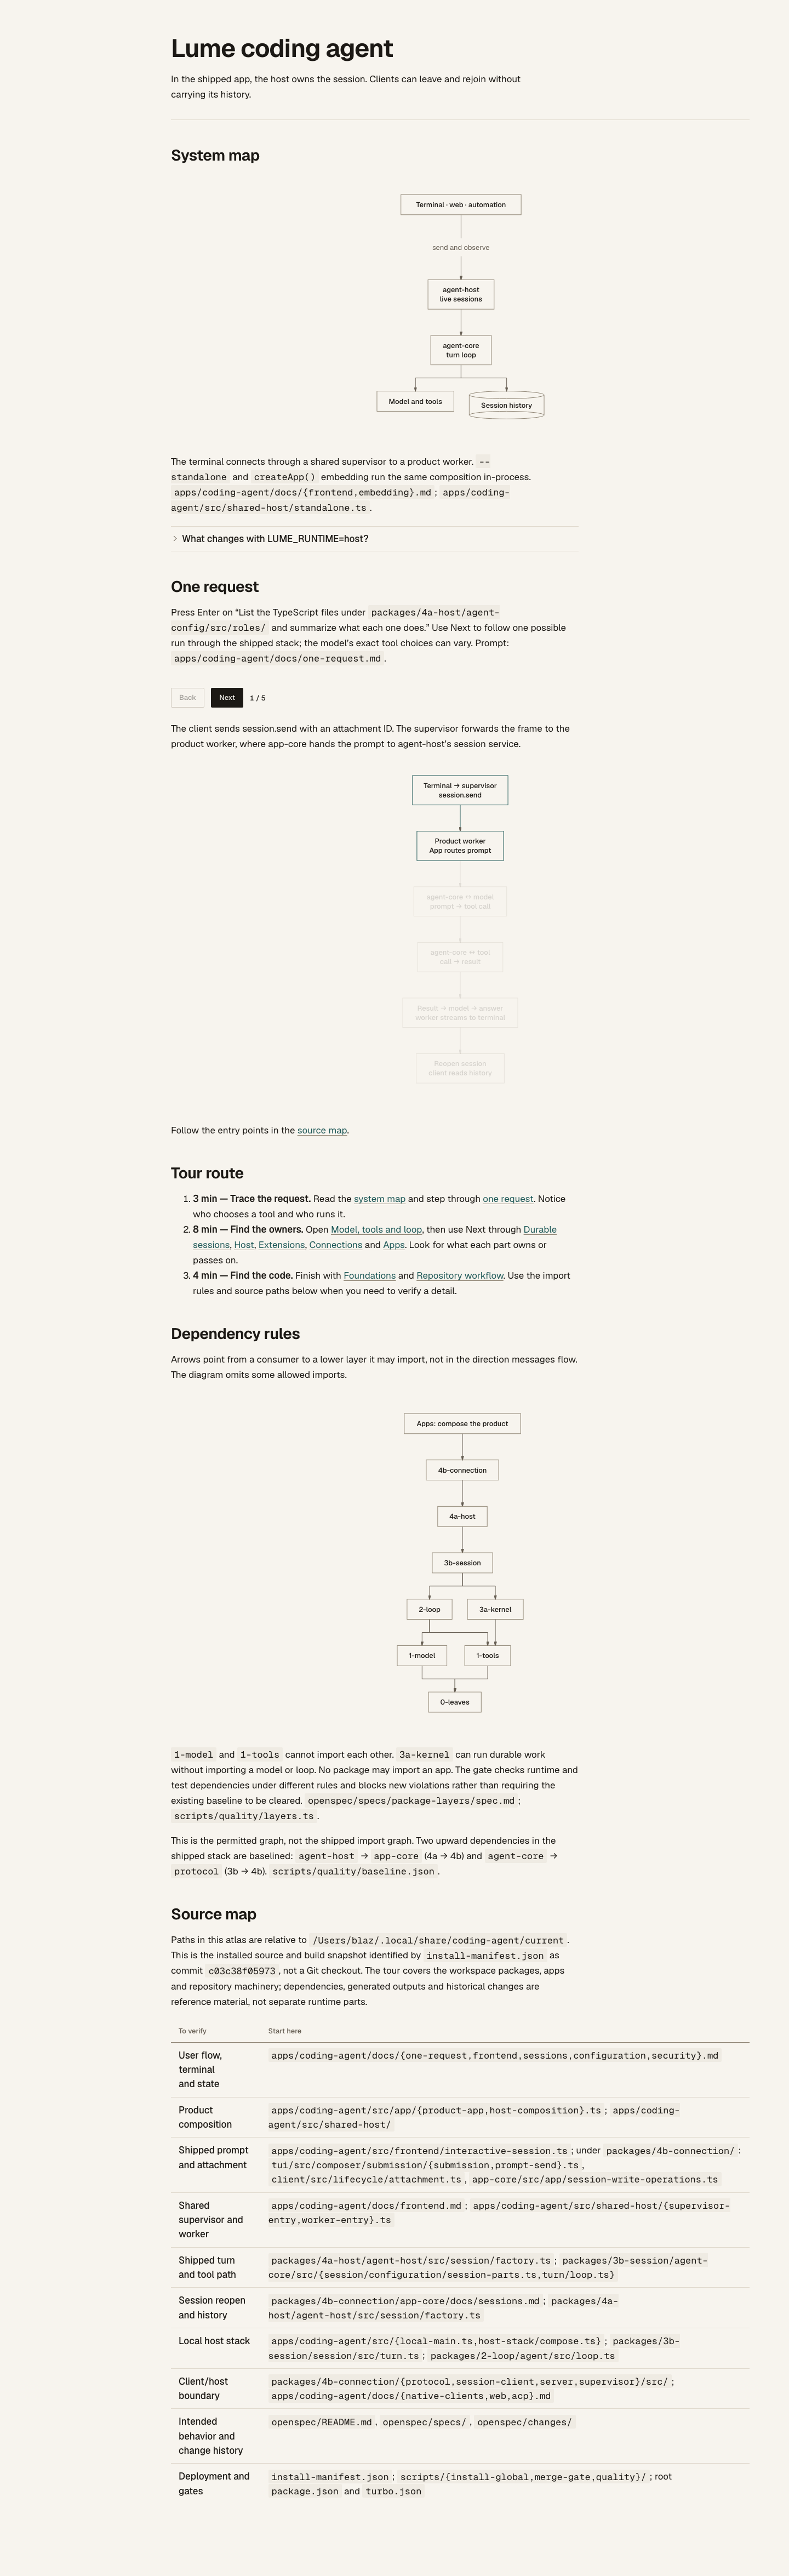 Lume coding agent
In the shipped app, the host owns the session. Clients can leave and rejoin without
carrying its history.
System map
Terminal · web · automation
send and observe
agent-host
live sessions
agent-core
turn loop
Model and tools
Session history
The terminal connects through a shared supervisor to a product worker. --
standalone and createApp() embedding run the same composition in-process.
apps/coding-agent/docs/{frontend,embedding}.md ; apps/coding-
agent/src/shared-host/standalone.ts .
What changes with LUME_RUNTIME=host?
One request
Press Enter on “List the TypeScript files under packages/4a-host/agent-
config/src/roles/ and summarize what each one does.” Use Next to follow one possible
run through the shipped stack; the model’s exact tool choices can vary. Prompt:
apps/coding-agent/docs/one-request.md .
Back Next 1 / 5
The client sends session.send with an attachment ID. The supervisor forwards the frame to the
product worker, where app-core hands the prompt to agent-host’s session service.
Terminal → supervisor
session.send
Product worker
App routes prompt
agent-core ↔ model
prompt → tool call
agent-core ↔ tool
call → result
Result → model → answer
worker streams to terminal
Reopen session
client reads history
Follow the entry points in the source map.
Tour route
1. 3 min — Trace the request. Read the system map and step through one request. Notice
who chooses a tool and who runs it.
2. 8 min — Find the owners. Open Model, tools and loop, then use Next through Durable
sessions, Host, Extensions, Connections and Apps. Look for what each part owns or
passes on.
3. 4 min — Find the code. Finish with Foundations and Repository workflow. Use the import
rules and source paths below when you need to verify a detail.
Dependency rules
Arrows point from a consumer to a lower layer it may import, not in the direction messages flow.
The diagram omits some allowed imports.
Apps: compose the product
4b-connection
4a-host
3b-session
2-loop
3a-kernel
1-model
1-tools
0-leaves
1-model and 1-tools cannot import each other. 3a-kernel can run durable work
without importing a model or loop. No package may import an app. The gate checks runtime and
test dependencies under different rules and blocks new violations rather than requiring the
existing baseline to be cleared. openspec/specs/package-layers/spec.md ;
scripts/quality/layers.ts .
This is the permitted graph, not the shipped import graph. Two upward dependencies in the
shipped stack are baselined: agent-host → app-core (4a → 4b) and agent-core →
protocol (3b → 4b). scripts/quality/baseline.json .
Source map
Paths in this atlas are relative to /Users/blaz/.local/share/coding-agent/current .
This is the installed source and build snapshot identified by install-manifest.json as
commit c03c38f05973 , not a Git checkout. The tour covers the workspace packages, apps
and repository machinery; dependencies, generated outputs and historical changes are
reference material, not separate runtime parts.
To verify Start here
User flow,
terminal
and state
apps/coding-agent/docs/{one-request,frontend,sessions,configuration,security}.md
Product
composition
apps/coding-agent/src/app/{product-app,host-composition}.ts ; apps/coding-
agent/src/shared-host/
Shipped prompt
and attachment
apps/coding-agent/src/frontend/interactive-session.ts ; under packages/4b-connection/ :
tui/src/composer/submission/{submission,prompt-send}.ts ,
client/src/lifecycle/attachment.ts , app-core/src/app/session-write-operations.ts
Shared
supervisor and
worker
apps/coding-agent/docs/frontend.md ; apps/coding-agent/src/shared-host/{supervisor-
entry,worker-entry}.ts
Shipped turn
and tool path
packages/4a-host/agent-host/src/session/factory.ts ; packages/3b-session/agent-
core/src/{session/configuration/session-parts.ts,turn/loop.ts}
Session reopen
and history
packages/4b-connection/app-core/docs/sessions.md ; packages/4a-
host/agent-host/src/session/factory.ts
Local host stack
apps/coding-agent/src/{local-main.ts,host-stack/compose.ts} ; packages/3b-
session/session/src/turn.ts ; packages/2-loop/agent/src/loop.ts
Client/host
boundary
packages/4b-connection/{protocol,session-client,server,supervisor}/src/ ;
apps/coding-agent/docs/{native-clients,web,acp}.md
Intended
behavior and
change history
openspec/README.md , openspec/specs/ , openspec/changes/
Deployment and
gates
install-manifest.json ; scripts/{install-global,merge-gate,quality}/ ; root
package.json and turbo.json